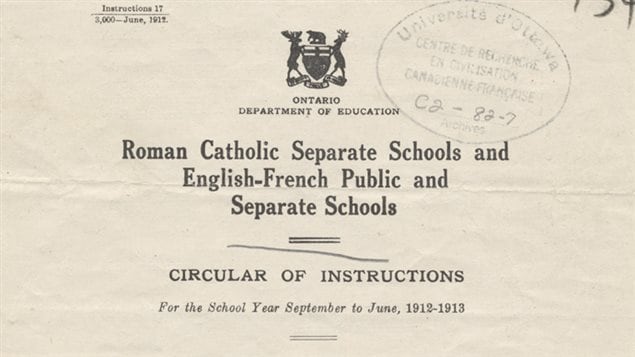 Instructions 17
3,000—June, 1912.
Université d'Ottawa
CENTRE DE RECHERCHE
EN CIVILISATION
CANADIENNE-FRANÇAISE
C2-82-7
Archives
ONTARIO
DEPARTMENT OF EDUCATION
Roman Catholic Separate Schools and
English-French Public and
Separate Schools
CIRCULAR OF INSTRUCTIONS
For the School Year September to June, 1912-1913